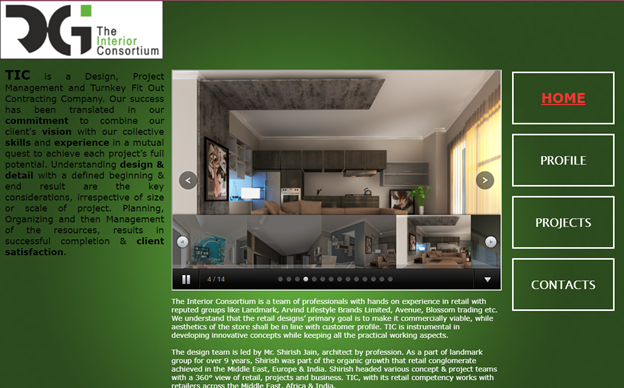 The
Interior
Consortium
TIC is a Design, Project
Management and Turnkey Fit Out
Contracting Company. Our success
has been translated in our
commitment to combine our
client's vision with our collective
skills and experience in a mutual
quest to achieve each project's full
potential. Understanding design &
detail with a defined beginning &
end result are the key
considerations, irrespective of size
or scale of project. Planning,
Organizing and then Management
of the resources, results in
successful completion & client
satisfaction.
4 / 14
The Interior Consortium is a team of professionals with hands on experience in retail with
reputed groups like Landmark, Arvind Lifestyle Brands Limited, Avenue, Blossom trading etc.
We understand that the retail designs' primary goal is to make it commercially viable, while
aesthetics of the store shall be in line with customer profile. TIC is instrumental in
developing innovative concepts while keeping all the practical working aspects.
The design team is led by Mr. Shirish Jain, architect by profession. As a part of landmark
group for over 9 years, Shirish was part of the organic growth that retail conglomerate
achieved in the Middle East, Europe & India. Shirish headed various concept & project teams
with a 360° view of retail, projects and business. TIC, with its retail competency works with
retailers across the Middle East, Africa & India.
HOME
PROFILE
PROJECTS
CONTACTS